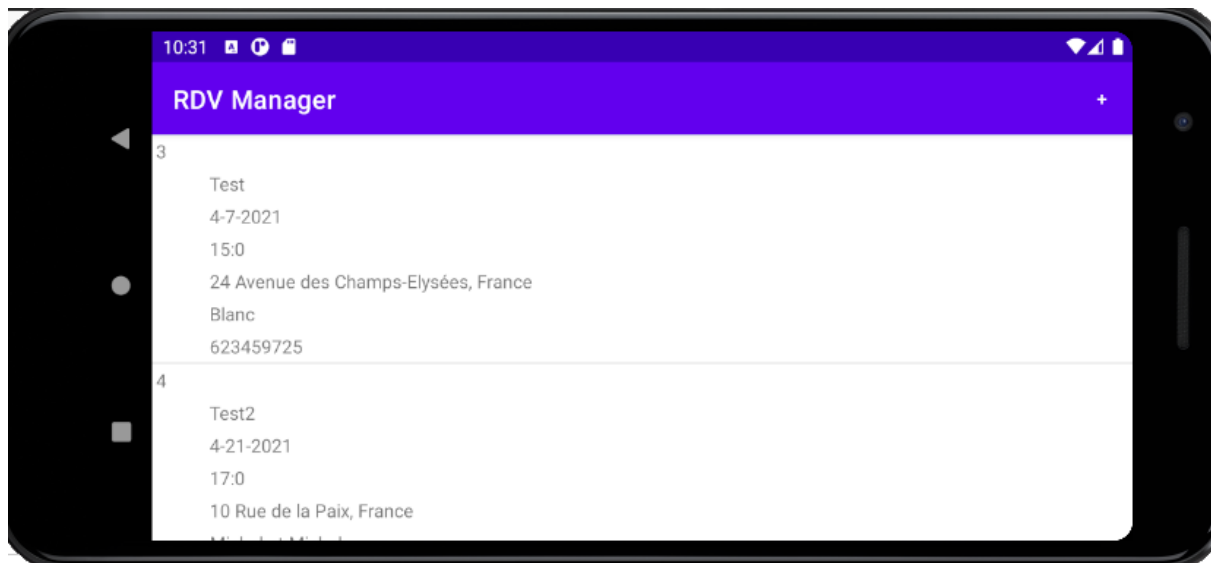 10:31
RDV Manager +
3
Test
4-7-2021
15:0
24 Avenue des Champs-Elysées, France
Blanc
623459725
4
Test2
4-21-2021
17:0
10 Rue de la Paix, France